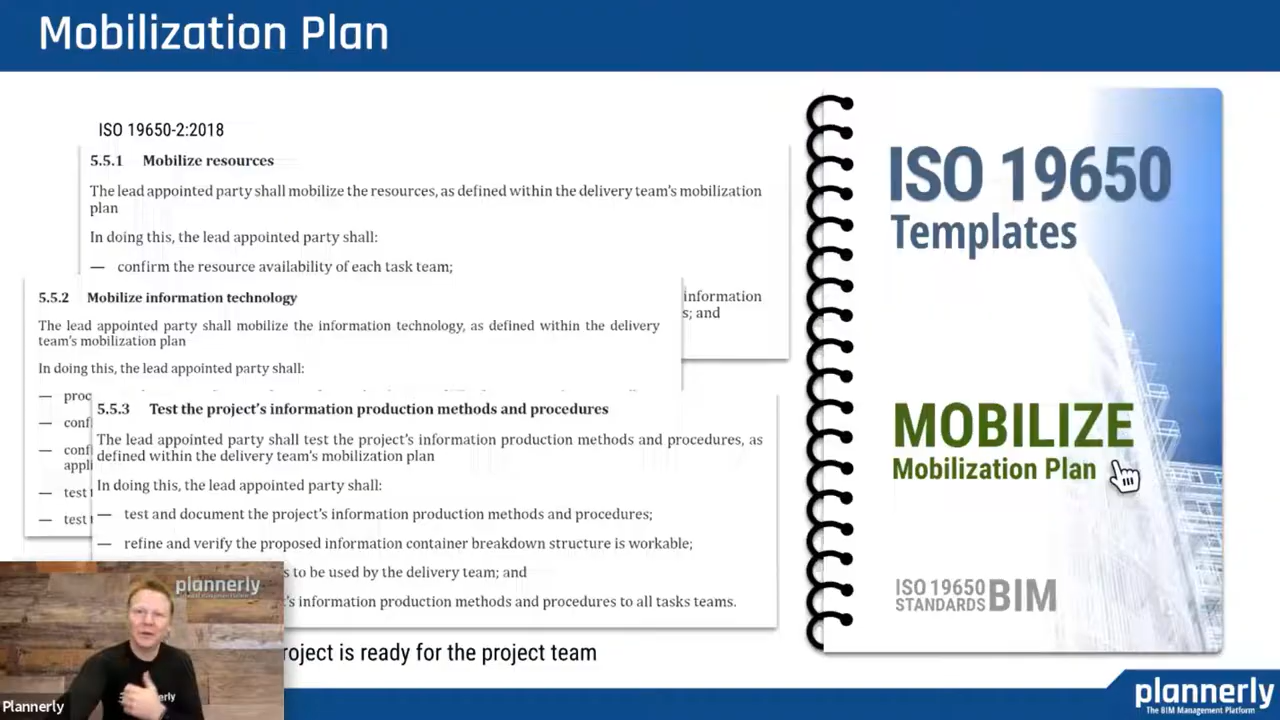 Mobilization Plan
ISO 19650-2:2018
5.5.1 Mobilize resources
The lead appointed party shall mobilize the resources, as defined within the delivery team's mobilization
plan
In doing this, the lead appointed party shall:
— confirm the resource availability of each task team;
information
s; and
5.5.2 Mobilize information technology
The lead appointed party shall mobilize the information technology, as defined within the delivery
team's mobilization plan
In doing this, the lead appointed party shall:
—
—
—
— test
— test
5.5.3 Test the project's information production methods and procedures
The lead appointed party shall test the project's information production methods and procedures, as
defined within the delivery team's mobilization plan
In doing this, the lead appointed party shall:
— test and document the project's information production methods and procedures;
— refine and verify the proposed information container breakdown structure is workable;
s to be used by the delivery team; and
's information production methods and procedures to all tasks teams.
roject is ready for the project team
ISO 19650
Templates
MOBILIZE
Mobilization Plan
ISO 19650
STANDARDS BIM
plannerly
Plannerly
plannerly
The BIM Management Platform